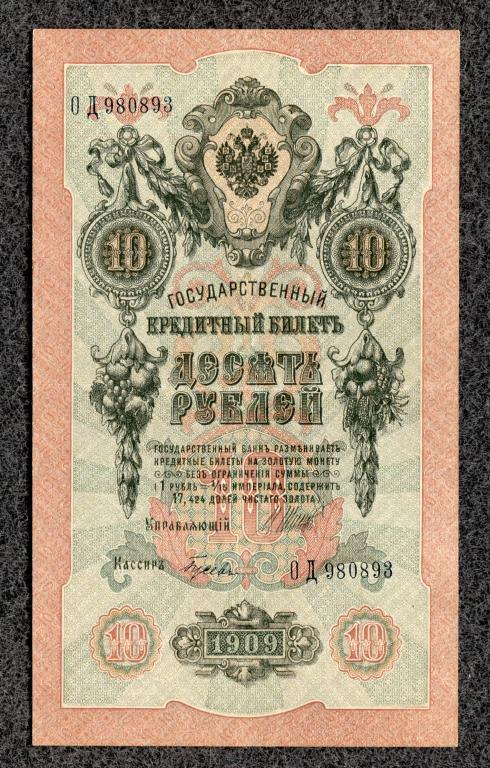 ОД 980893
10
10
ГОСУДАРСТВЕННЫЙ
КРЕДИТНЫЙ БИЛЕТЪ
ДЕСЯТЬ
РУБЛЕЙ
ГОСУДАРСТВЕННЫЙ БАНКЪ РАЗМѢНИВАЕТЪ
КРЕДИТНЫЕ БИЛЕТЫ НА ЗОЛОТУЮ МОНЕТУ
БЕЗЪ ОГРАНИЧЕНІЯ СУММЫ
(1 РУБЛЬ = 1/15 ИМПЕРІАЛА, СОДЕРЖИТЪ
17,424 ДОЛЕЙ ЧИСТАГО ЗОЛОТА)
10
Управляющій
Кассиръ
ОД 980893
10
1909
10